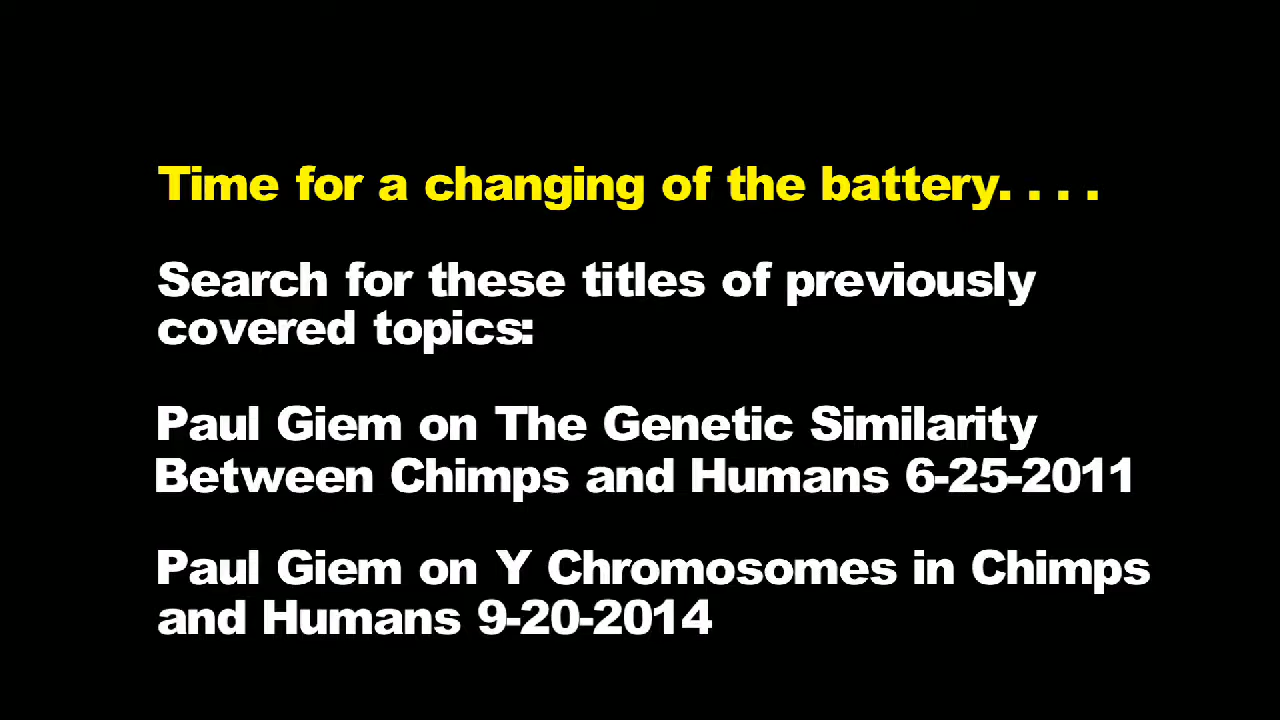 Time for a changing of the battery. . . .
Search for these titles of previously
covered topics:
Paul Giem on The Genetic Similarity
Between Chimps and Humans 6-25-2011
Paul Giem on Y Chromosomes in Chimps
and Humans 9-20-2014